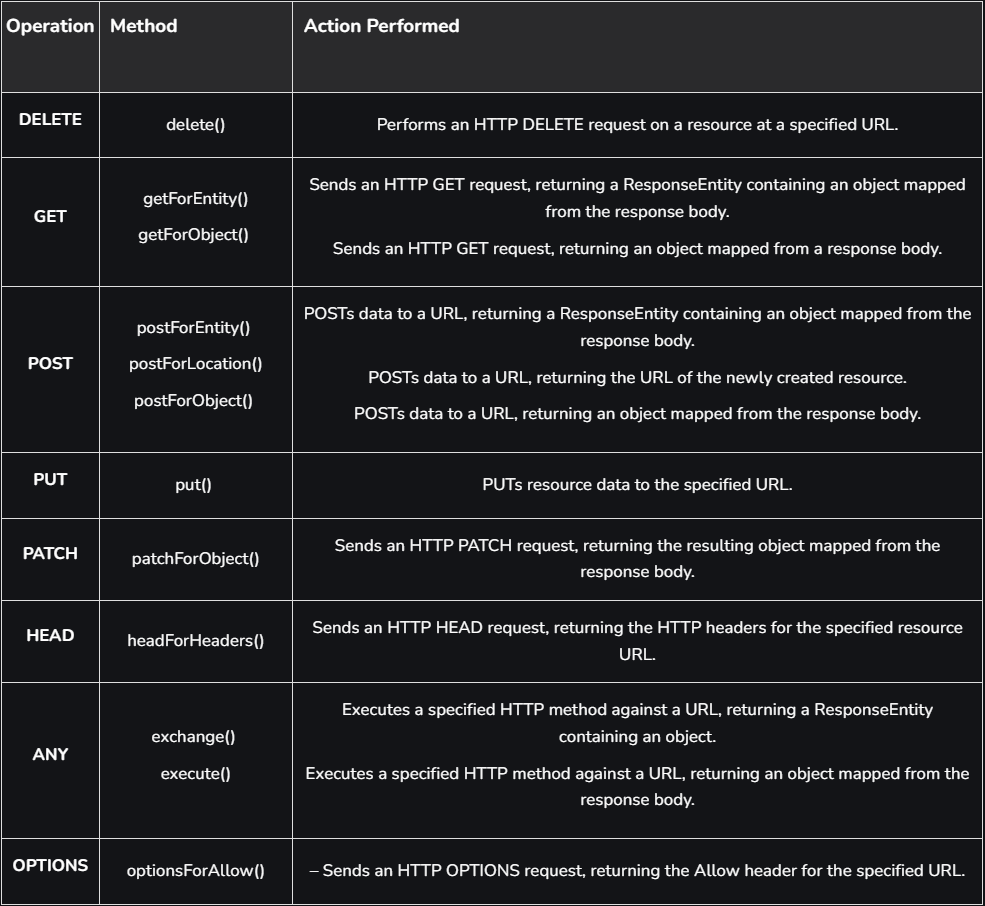 Operation Method Action Performed
DELETE delete() Performs an HTTP DELETE request on a resource at a specified URL.
GET
getForEntity()
getForObject()
Sends an HTTP GET request, returning a ResponseEntity containing an object mapped
from the response body.
Sends an HTTP GET request, returning an object mapped from a response body.
POST
postForEntity()
postForLocation()
postForObject()
POSTs data to a URL, returning a ResponseEntity containing an object mapped from the
response body.
POSTs data to a URL, returning the URL of the newly created resource.
POSTs data to a URL, returning an object mapped from the response body.
PUT put() PUTs resource data to the specified URL.
PATCH patchForObject()
Sends an HTTP PATCH request, returning the resulting object mapped from the
response body.
HEAD headForHeaders()
Sends an HTTP HEAD request, returning the HTTP headers for the specified resource
URL.
ANY
exchange()
execute()
Executes a specified HTTP method against a URL, returning a ResponseEntity
containing an object.
Executes a specified HTTP method against a URL, returning an object mapped from the
response body.
OPTIONS optionsForAllow() – Sends an HTTP OPTIONS request, returning the Allow header for the specified URL.